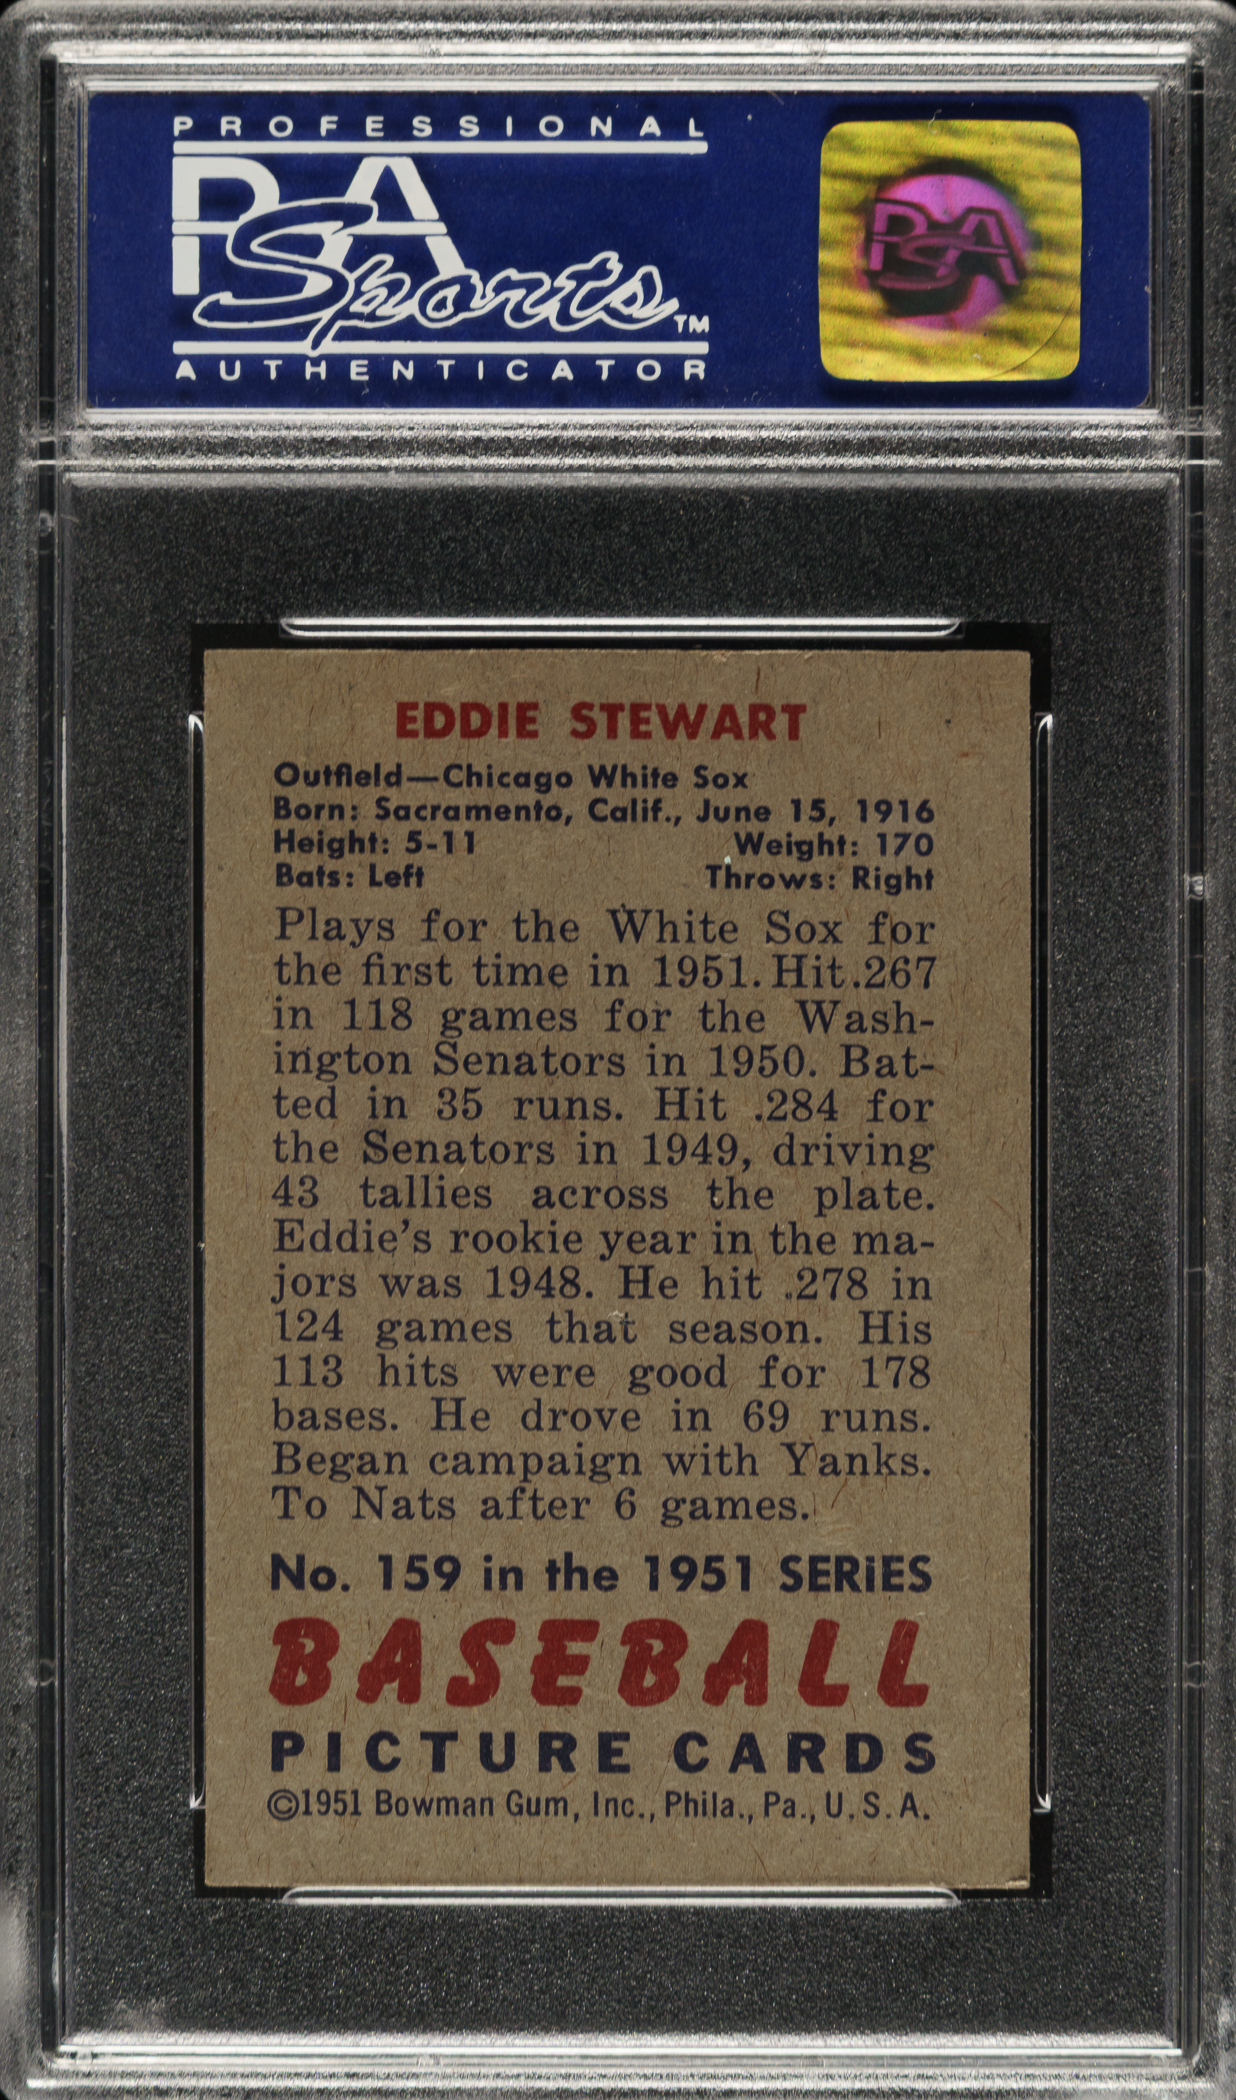 PROFESSIONAL
PSA
Sports™
AUTHENTICATOR
PSA
EDDIE STEWART
Outfield—Chicago White Sox
Born: Sacramento, Calif., June 15, 1916
Height: 5-11 Weight: 170
Bats: Left Throws: Right
Plays for the White Sox for
the first time in 1951. Hit .267
in 118 games for the Wash-
ington Senators in 1950. Bat-
ted in 35 runs. Hit .284 for
the Senators in 1949, driving
43 tallies across the plate.
Eddie's rookie year in the ma-
jors was 1948. He hit .278 in
124 games that season. His
113 hits were good for 178
bases. He drove in 69 runs.
Began campaign with Yanks.
To Nats after 6 games.
No. 159 in the 1951 SERIES
BASEBALL
PICTURE CARDS
©1951 Bowman Gum, Inc., Phila., Pa., U.S.A.